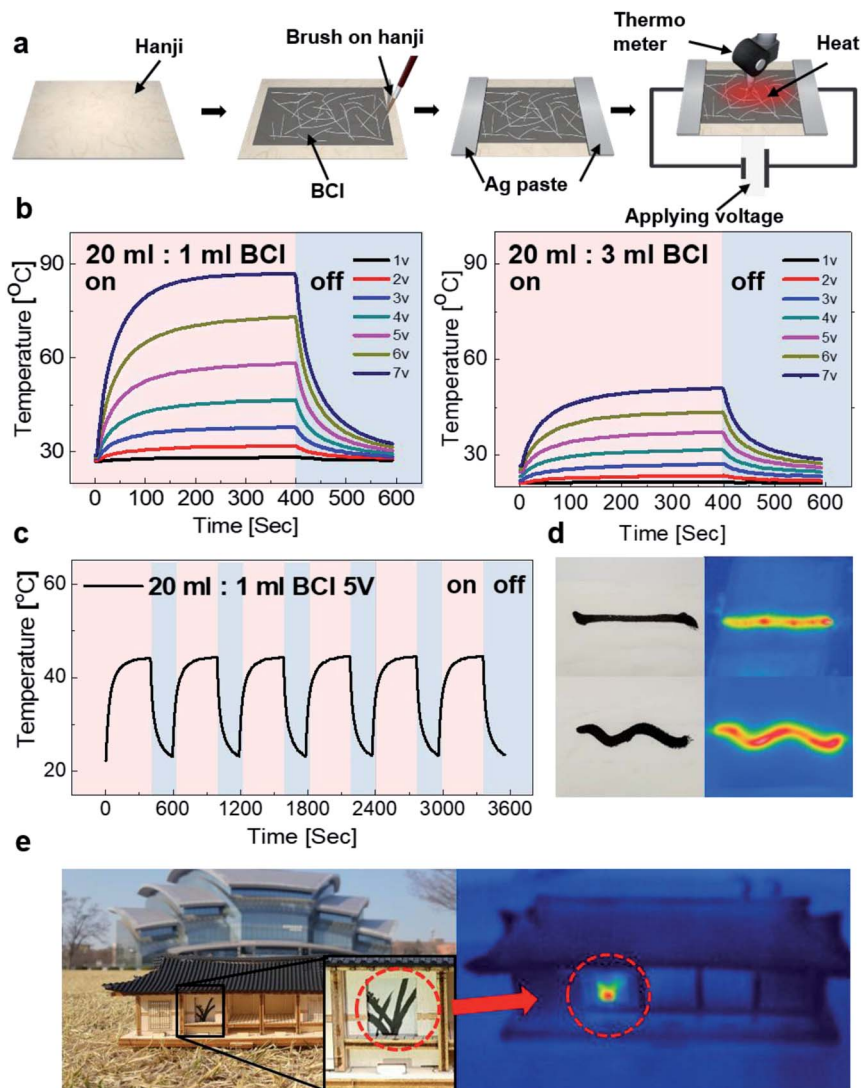 a
Hanji
Brush on hanji
BCI
Ag paste
Thermo
meter
Heat
Applying voltage
b
20 ml : 1 ml BCI
on off
1v
2v
3v
4v
5v
6v
7v
90
60
30
Temperature [°C]
0 100 200 300 400 500 600
Time [Sec]
20 ml : 3 ml BCI
on off
1v
2v
3v
4v
5v
6v
7v
90
60
30
Temperature [°C]
0 100 200 300 400 500 600
Time [Sec]
c
20 ml : 1 ml BCI 5V on off
60
40
20
Temperature [°C]
0 600 1200 1800 2400 3000 3600
Time [Sec]
d
e